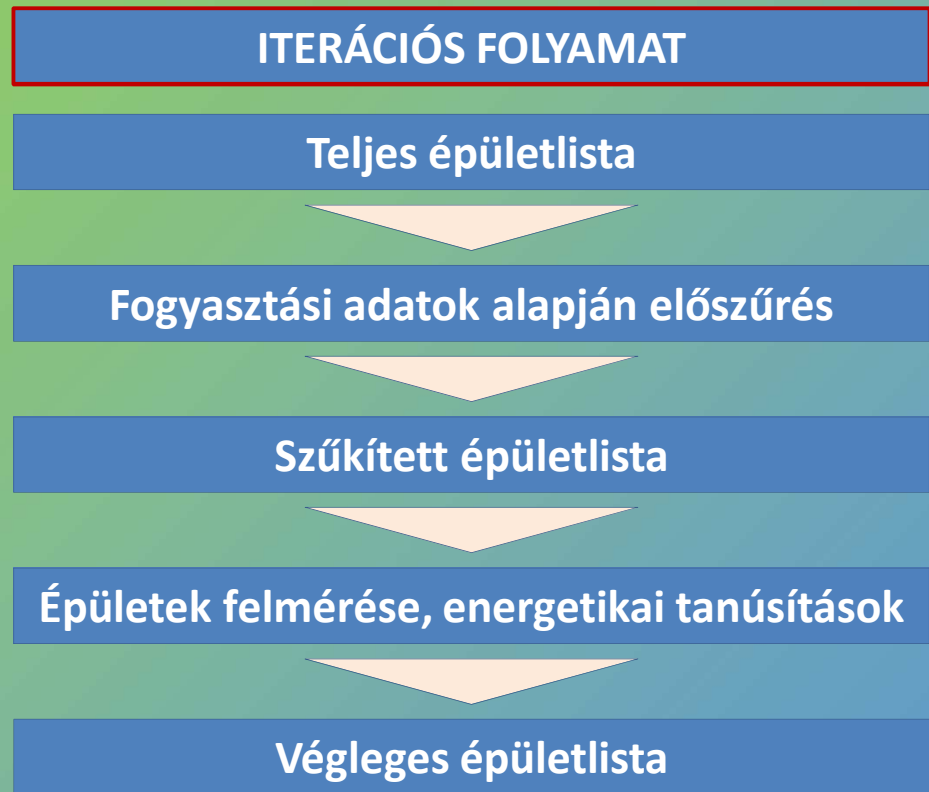 ITERÁCIÓS FOLYAMAT
Teljes épületlista
Fogyasztási adatok alapján előszűrés
Szűkített épületlista
Épületek felmérése, energetikai tanúsítások
Végleges épületlista